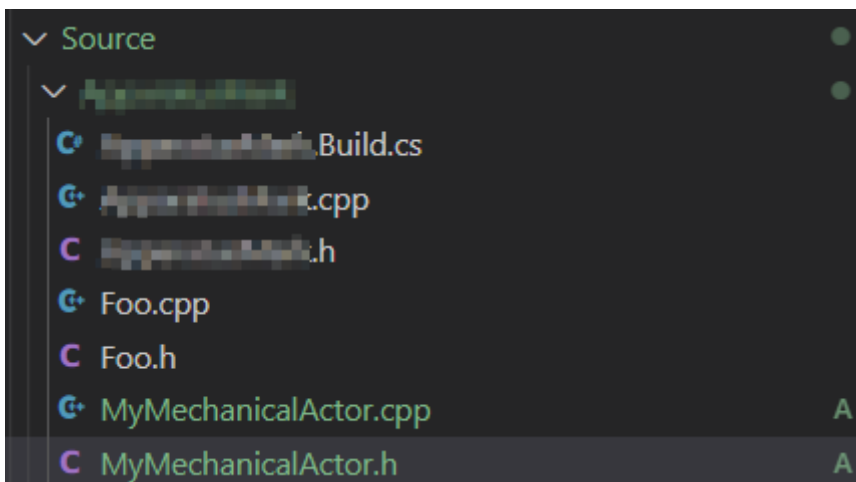 Source
.Build.cs
.cpp
.h
Foo.cpp
Foo.h
MyMechanicalActor.cpp A
MyMechanicalActor.h A